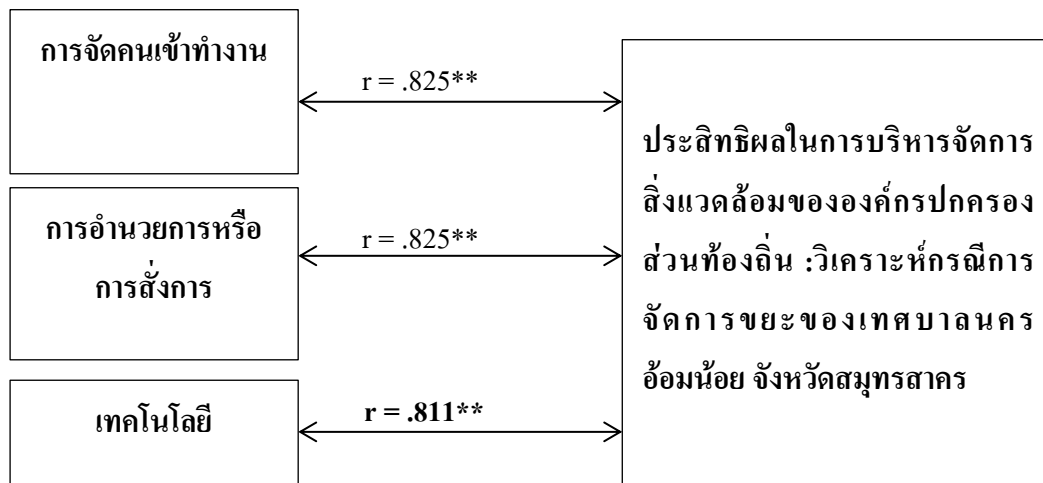 การจัดคนเข้าทำงาน
r = .825**
การอำนวยการหรือ
การสั่งการ
r = .825**
เทคโนโลยี
r = .811**
ประสิทธิผลในการบริหารจัดการ
สิ่งแวดล้อมขององค์กรปกครอง
ส่วนท้องถิ่น :วิเคราะห์กรณีการ
จัดการขยะของเทศบาลนคร
อ้อมน้อย จังหวัดสมุทรสาคร